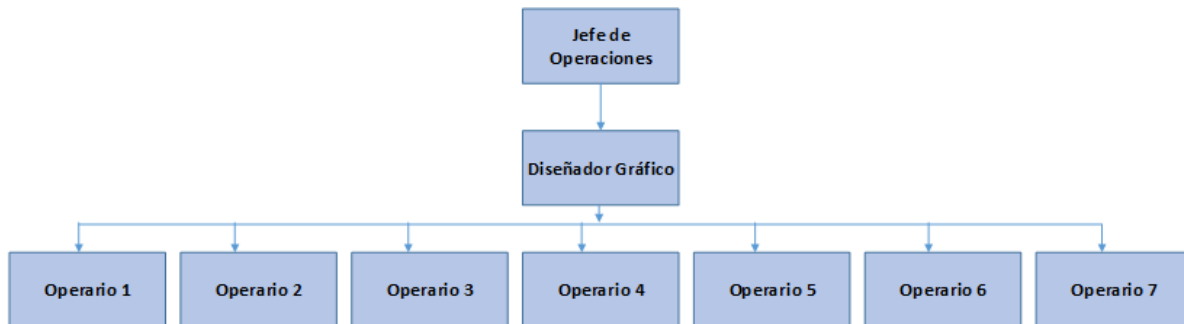 Jefe de
Operaciones
Diseñador Gráfico
Operario 1
Operario 2
Operario 3
Operario 4
Operario 5
Operario 6
Operario 7